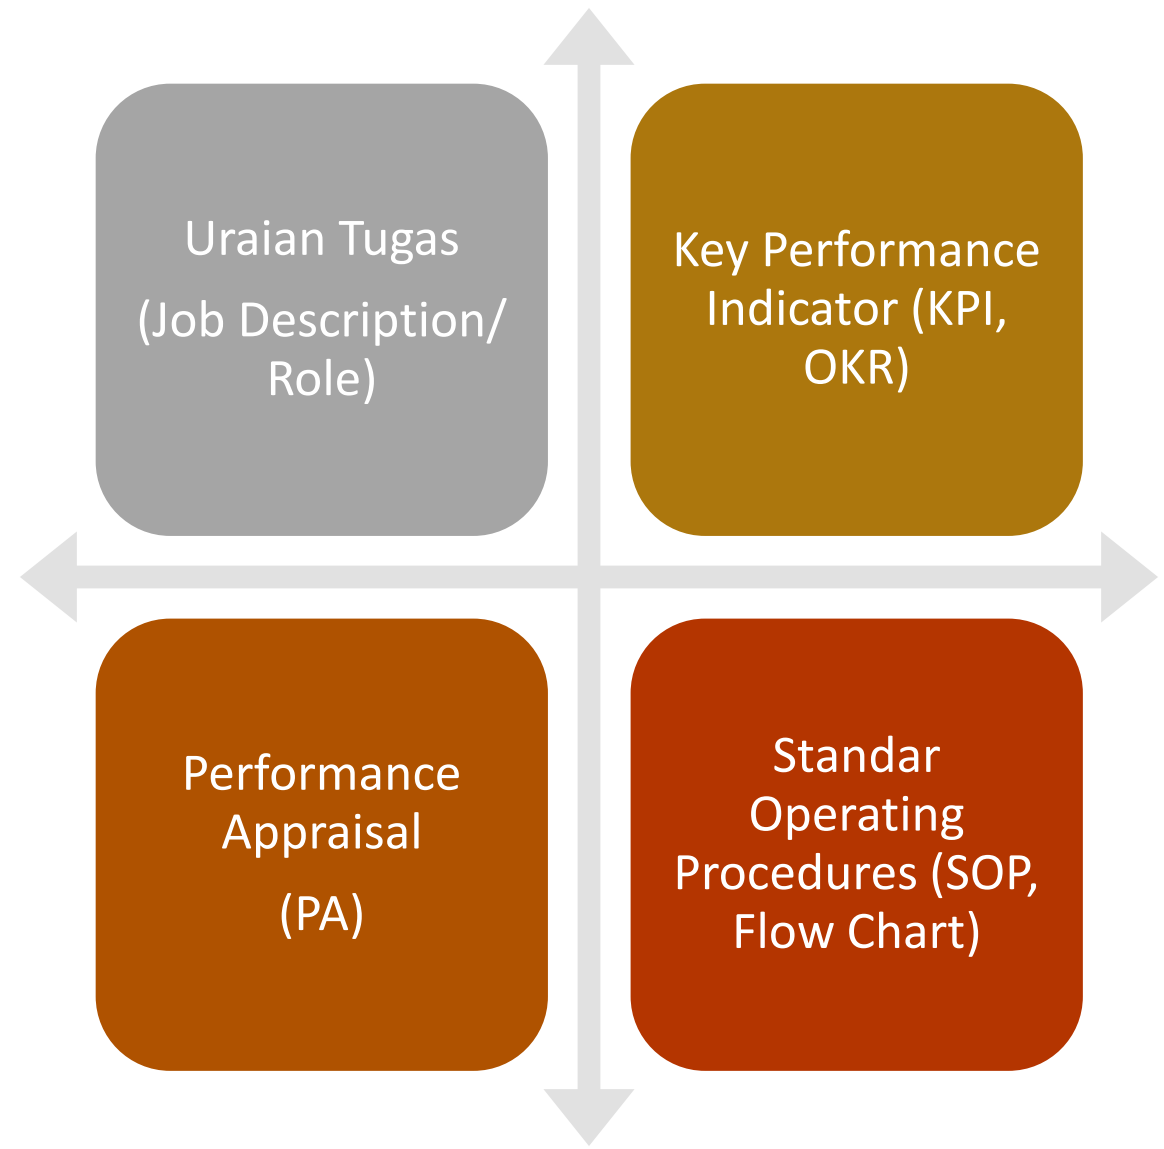 Uraian Tugas
(Job Description/
Role)
Key Performance
Indicator (KPI,
OKR)
Performance
Appraisal
(PA)
Standar
Operating
Procedures (SOP,
Flow Chart)